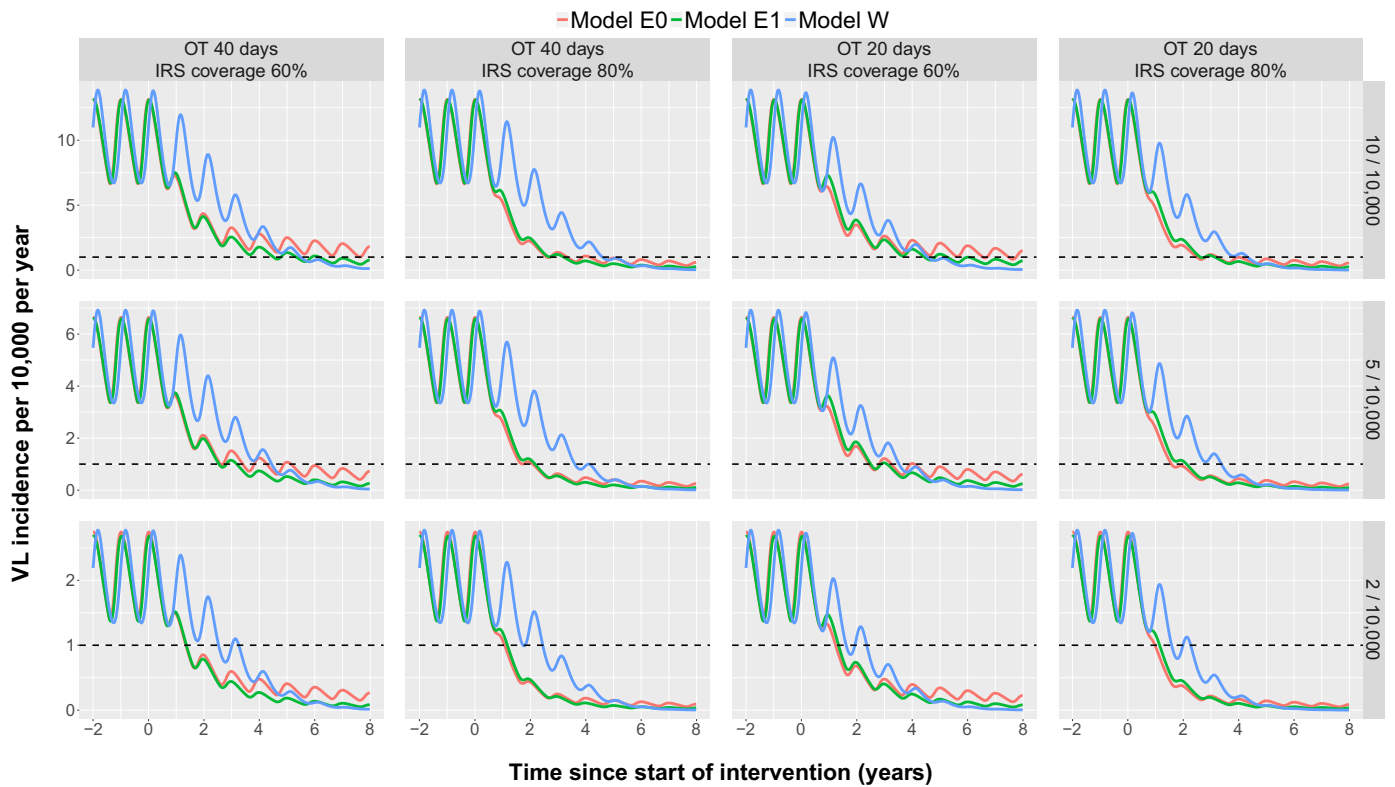 Model E0 Model E1 Model W
OT 40 days
IRS coverage 60%
OT 40 days
IRS coverage 80%
OT 20 days
IRS coverage 60%
OT 20 days
IRS coverage 80%
VL incidence per 10,000 per year
10
5
0
10 / 10,000
6
4
2
0
5 / 10,000
2
1
0
2 / 10,000
−2 0 2 4 6 8 −2 0 2 4 6 8 −2 0 2 4 6 8 −2 0 2 4 6 8
Time since start of intervention (years)